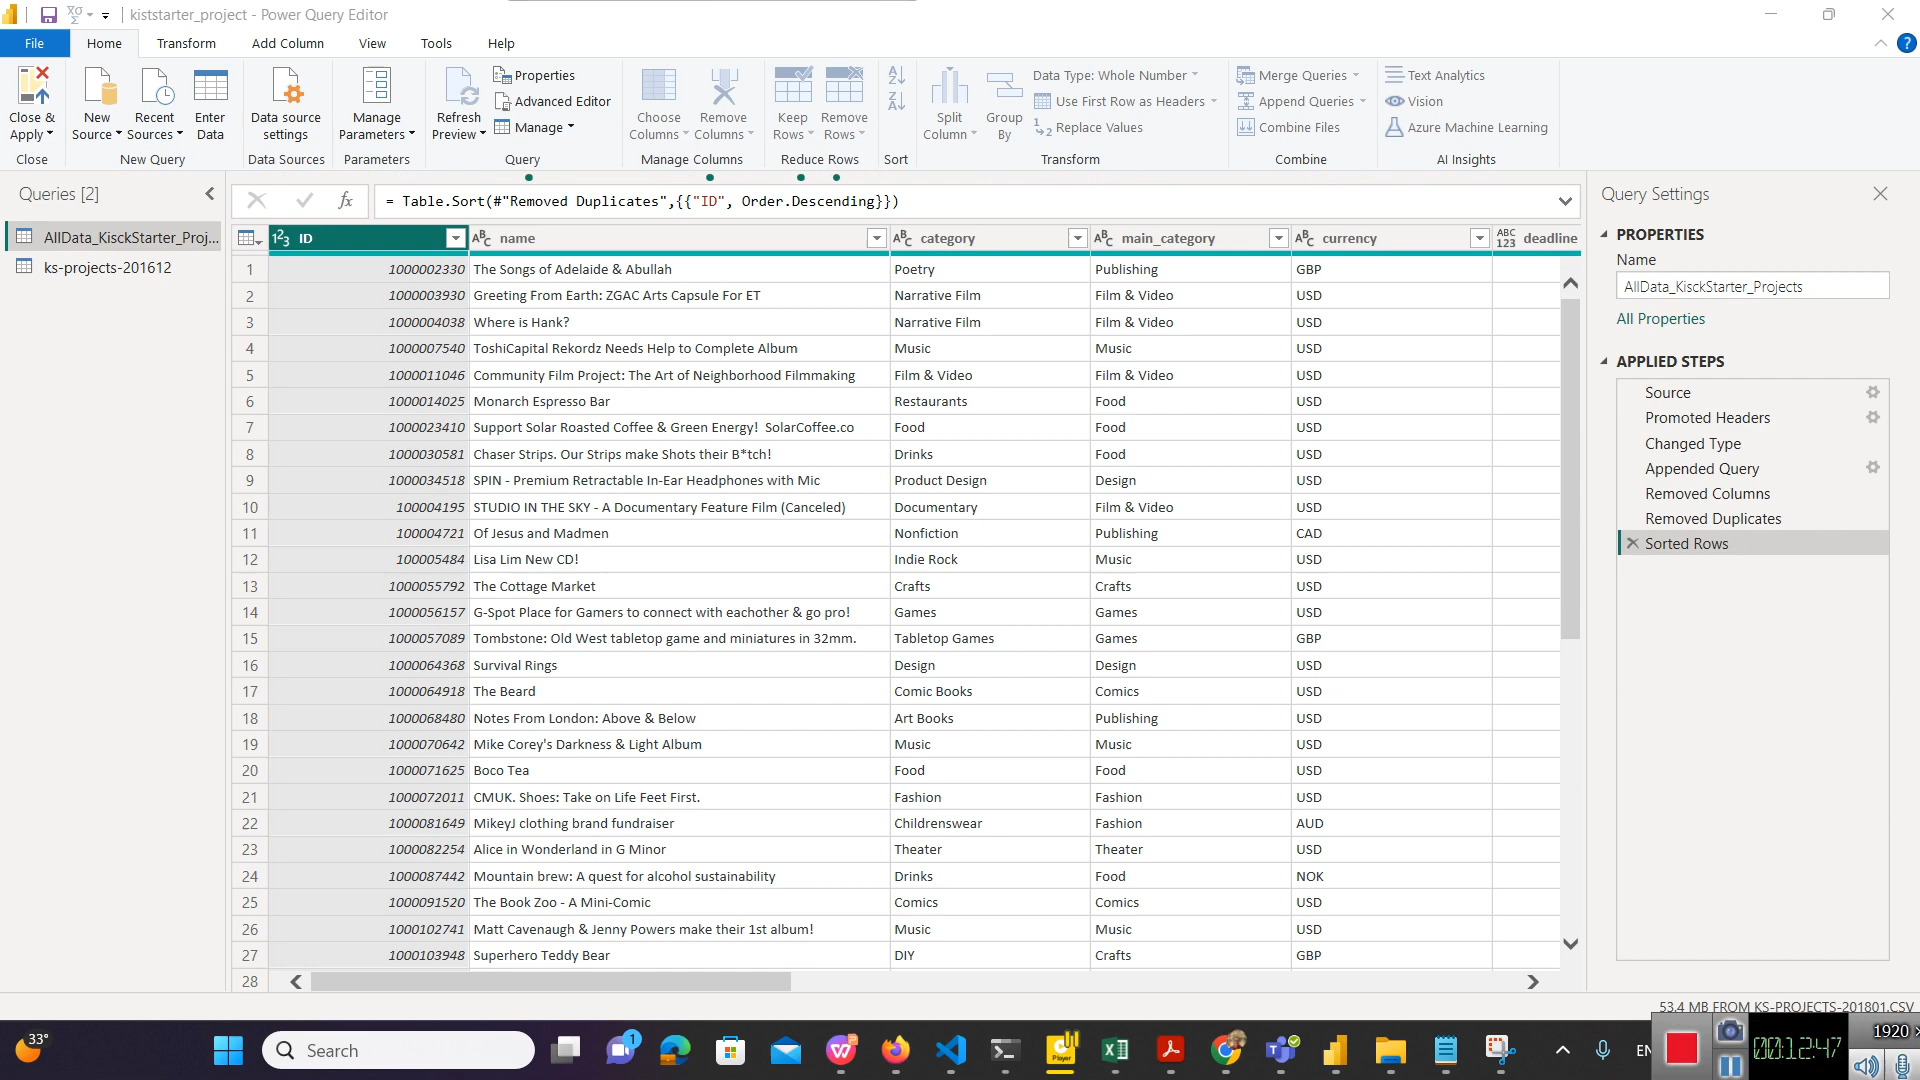 kiststarter_project - Power Query Editor
File Home Transform Add Column View Tools Help
Close & Apply
Close
New Source
Recent Sources
Enter Data
New Query
Data source settings
Data Sources
Manage Parameters
Parameters
Refresh Preview
Properties
Advanced Editor
Manage
Query
Choose Columns
Remove Columns
Manage Columns
Keep Rows
Remove Rows
Reduce Rows
Sort
Split Column
Group By
Data Type: Whole Number
Use First Row as Headers
Replace Values
Transform
Merge Queries
Append Queries
Combine Files
Combine
Text Analytics
Vision
Azure Machine Learning
AI Insights
Queries [2]
AllData_KisckStarter_Proj...
ks-projects-201612
fx = Table.Sort(#"Removed Duplicates",{{"ID", Order.Descending}})
ID name category main_category currency deadline
1 1000002330 The Songs of Adelaide & Abullah Poetry Publishing GBP
2 1000003930 Greeting From Earth: ZGAC Arts Capsule For ET Narrative Film Film & Video USD
3 1000004038 Where is Hank? Narrative Film Film & Video USD
4 1000007540 ToshiCapital Rekordz Needs Help to Complete Album Music Music USD
5 1000011046 Community Film Project: The Art of Neighborhood Filmmaking Film & Video Film & Video USD
6 1000014025 Monarch Espresso Bar Restaurants Food USD
7 1000023410 Support Solar Roasted Coffee & Green Energy! SolarCoffee.co Food Food USD
8 1000030581 Chaser Strips. Our Strips make Shots their B*tch! Drinks Food USD
9 1000034518 SPIN - Premium Retractable In-Ear Headphones with Mic Product Design Design USD
10 100004195 STUDIO IN THE SKY - A Documentary Feature Film (Canceled) Documentary Film & Video USD
11 100004721 Of Jesus and Madmen Nonfiction Publishing CAD
12 100005484 Lisa Lim New CD! Indie Rock Music USD
13 1000055792 The Cottage Market Crafts Crafts USD
14 1000056157 G-Spot Place for Gamers to connect with eachother & go pro! Games Games USD
15 1000057089 Tombstone: Old West tabletop game and miniatures in 32mm. Tabletop Games Games GBP
16 1000064368 Survival Rings Design Design USD
17 1000064918 The Beard Comic Books Comics USD
18 1000068480 Notes From London: Above & Below Art Books Publishing USD
19 1000070642 Mike Corey's Darkness & Light Album Music Music USD
20 1000071625 Boco Tea Food Food USD
21 1000072011 CMUK. Shoes: Take on Life Feet First. Fashion Fashion USD
22 1000081649 MikeyJ clothing brand fundraiser Childrenswear Fashion AUD
23 1000082254 Alice in Wonderland in G Minor Theater Theater USD
24 1000087442 Mountain brew: A quest for alcohol sustainability Drinks Food NOK
25 1000091520 The Book Zoo - A Mini-Comic Comics Comics USD
26 1000102741 Matt Cavenaugh & Jenny Powers make their 1st album! Music Music USD
27 1000103948 Superhero Teddy Bear DIY Crafts GBP
28
Query Settings
PROPERTIES
Name
AllData_KisckStarter_Projects
All Properties
APPLIED STEPS
Source
Promoted Headers
Changed Type
Appended Query
Removed Columns
Removed Duplicates
Sorted Rows
53.4 MB FROM KS-PROJECTS-201801.CSV
33°
Search
1
Player
EN
00:12:47
1920